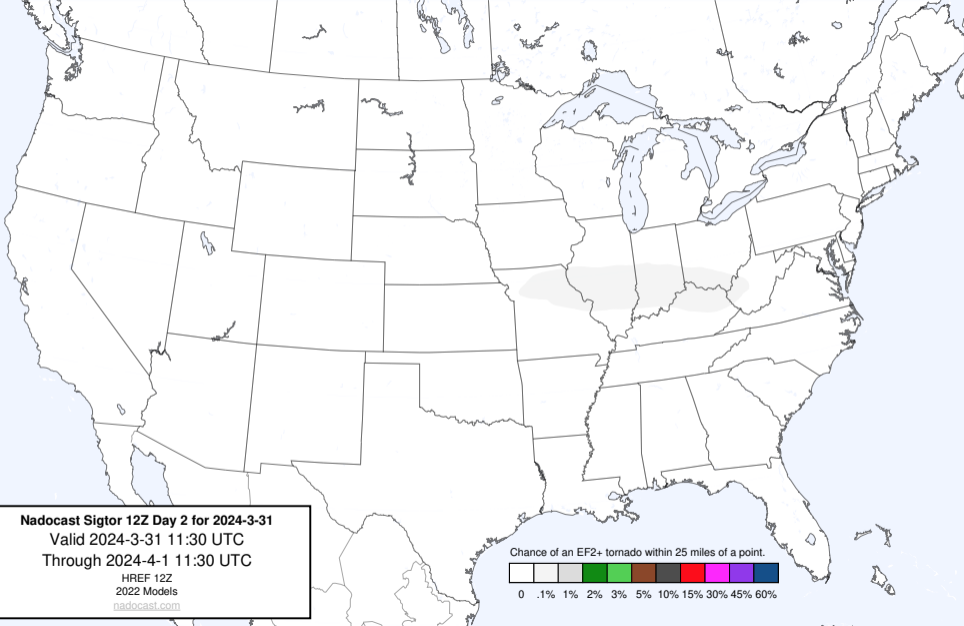 Nadocast Sigtor 12Z Day 2 for 2024-3-31
Valid 2024-3-31 11:30 UTC
Through 2024-4-1 11:30 UTC
HREF 12Z
2022 Models
nadocast.com
Chance of an EF2+ tornado within 25 miles of a point.
0 .1% 1% 2% 3% 5% 10% 15% 30% 45% 60%